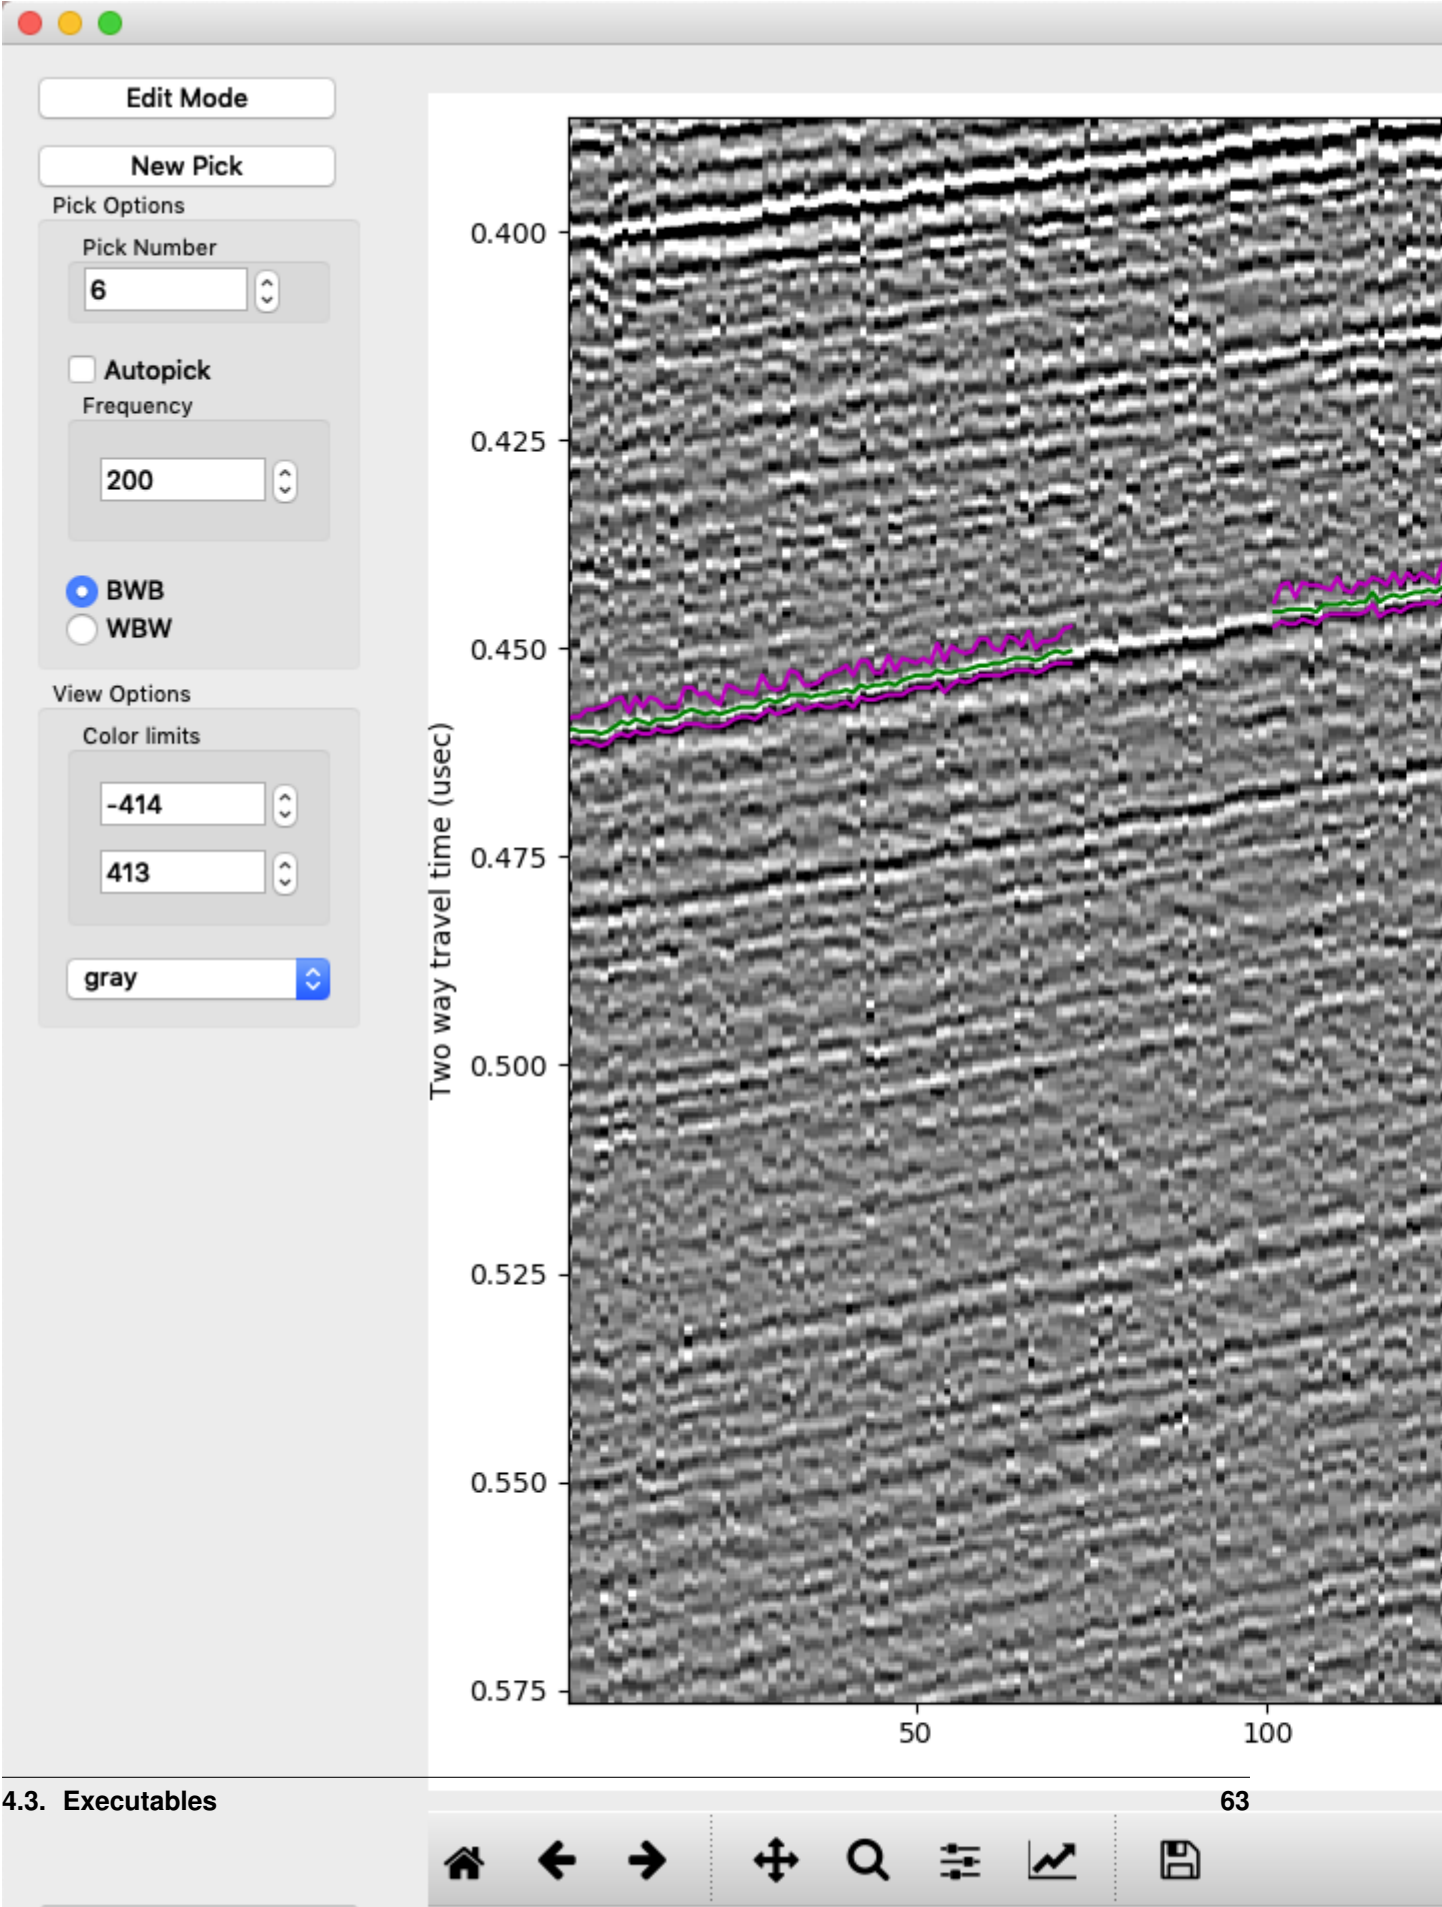 Edit Mode
New Pick
Pick Options
Pick Number
6
Autopick
Frequency
200
BWB
WBW
View Options
Color limits
-414
413
gray
Two way travel time (usec)
0.400
0.425
0.450
0.475
0.500
0.525
0.550
0.575
50 100
4.3. Executables 63